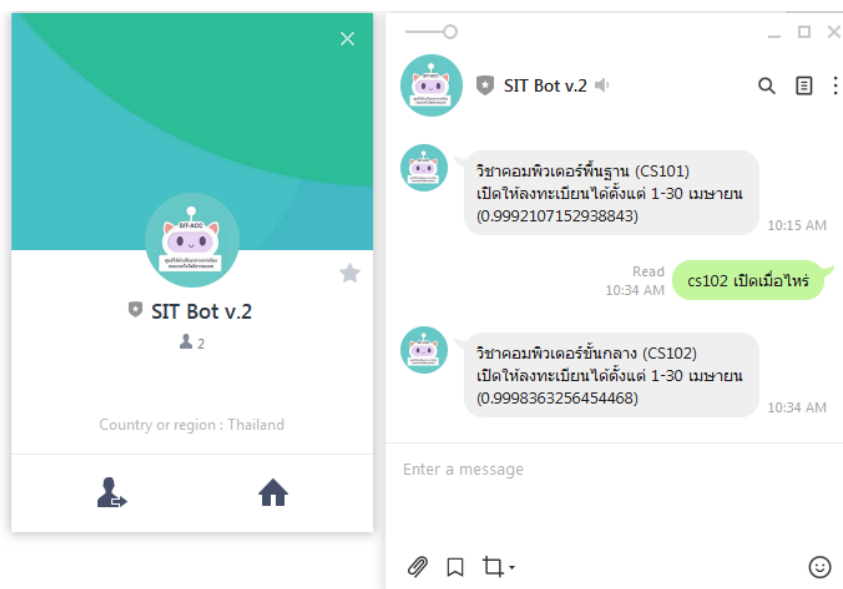 SIT-ACC
SIT Bot v.2
2
Country or region : Thailand
SIT Bot v.2
วิชาคอมพิวเตอร์พื้นฐาน (CS101)
เปิดให้ลงทะเบียนได้ตั้งแต่ 1-30 เมษายน
(0.9992107152938843)
10:15 AM
Read
10:34 AM
cs102 เปิดเมื่อไหร่
วิชาคอมพิวเตอร์ขั้นกลาง (CS102)
เปิดให้ลงทะเบียนได้ตั้งแต่ 1-30 เมษายน
(0.9998363256454468)
10:34 AM
Enter a message